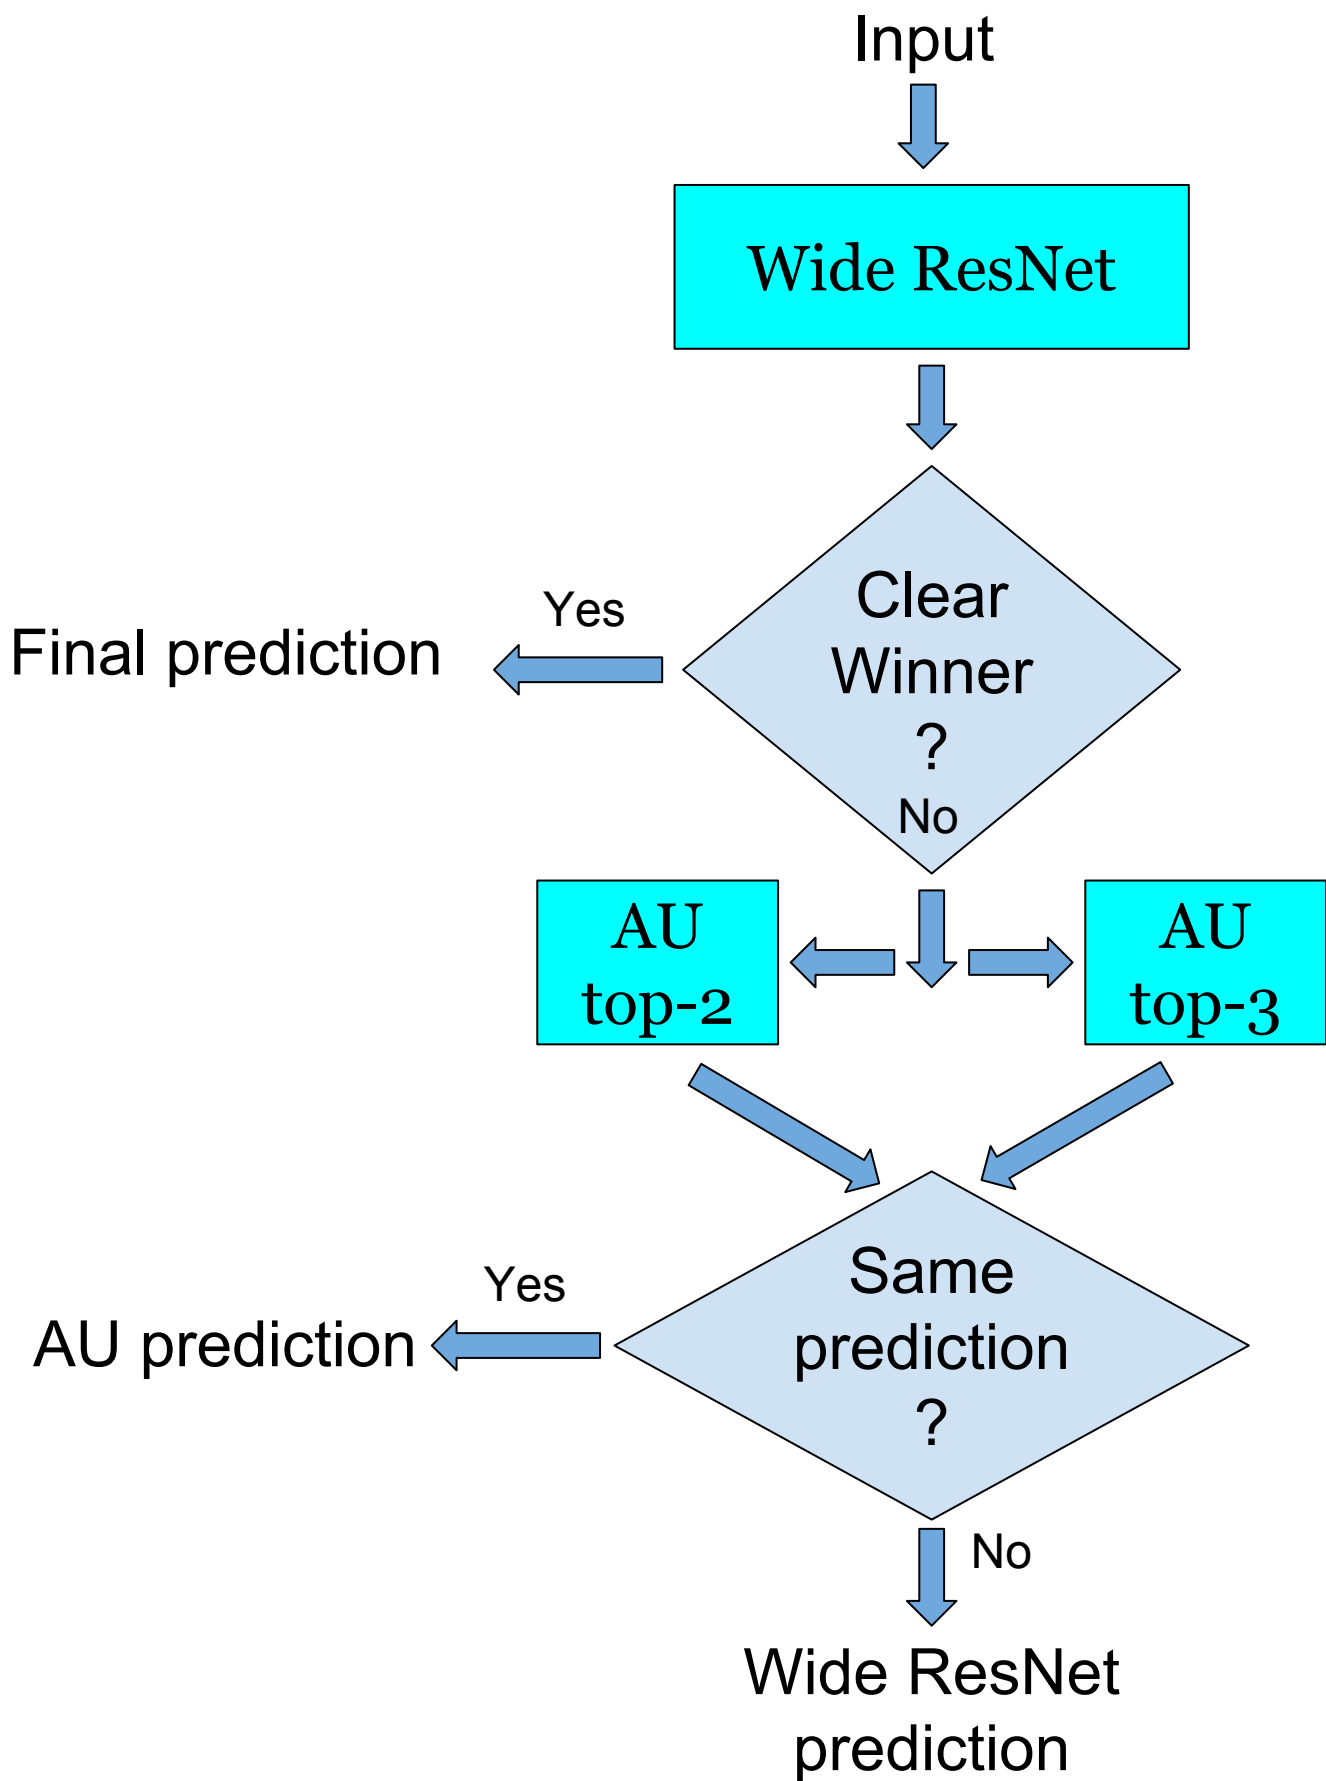 Input
Wide ResNet
Clear
Winner
?
Yes
Final prediction
No
AU
top-2
AU
top-3
Same
prediction
?
Yes
AU prediction
No
Wide ResNet
prediction